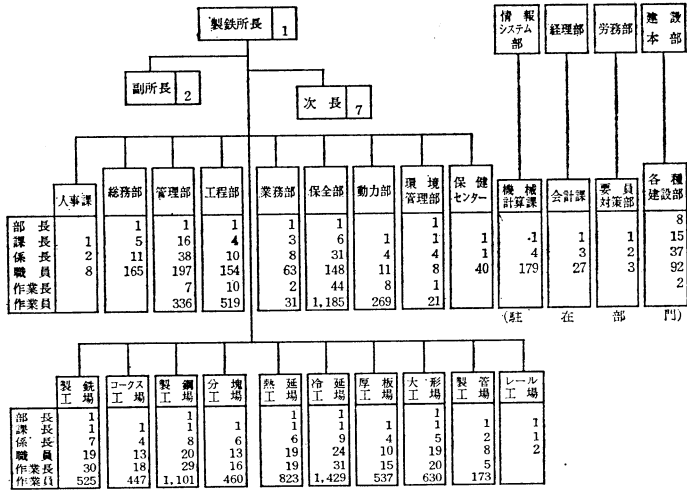 製鉄所長 1
副所長 2
次長 7
情報システム部 経理部 労務部 建設本部
人事課 総務部 管理部 工程部 業務部 保全部 動力部 環境管理部 保健センター 機械計算課 会計課 要員対策部 各種建設部
部長 1 1 1 1 1 1 1 8
課長 1 5 16 4 3 6 1 1 1 1 1 1 15
係長 2 11 38 10 8 31 4 4 1 4 3 2 37
職員 8 165 197 154 63 148 11 8 40 179 27 3 92
作業長 7 10 2 44 8 1 2
作業員 336 519 31 1,185 269 21
(駐在部門)
製銑工場 コークス工場 製鋼工場 分塊工場 熱延工場 冷延工場 厚板工場 大形工場 製管工場 レール工場
部長 1 1 1 1 1
課長 1 1 1 1 1 1 1 1 1 1
係長 7 4 8 6 6 9 4 5 2 1
職員 19 13 20 13 19 24 10 19 8 2
作業長 30 18 29 16 19 31 15 20 5
作業員 525 447 1,101 460 823 1,429 537 630 173